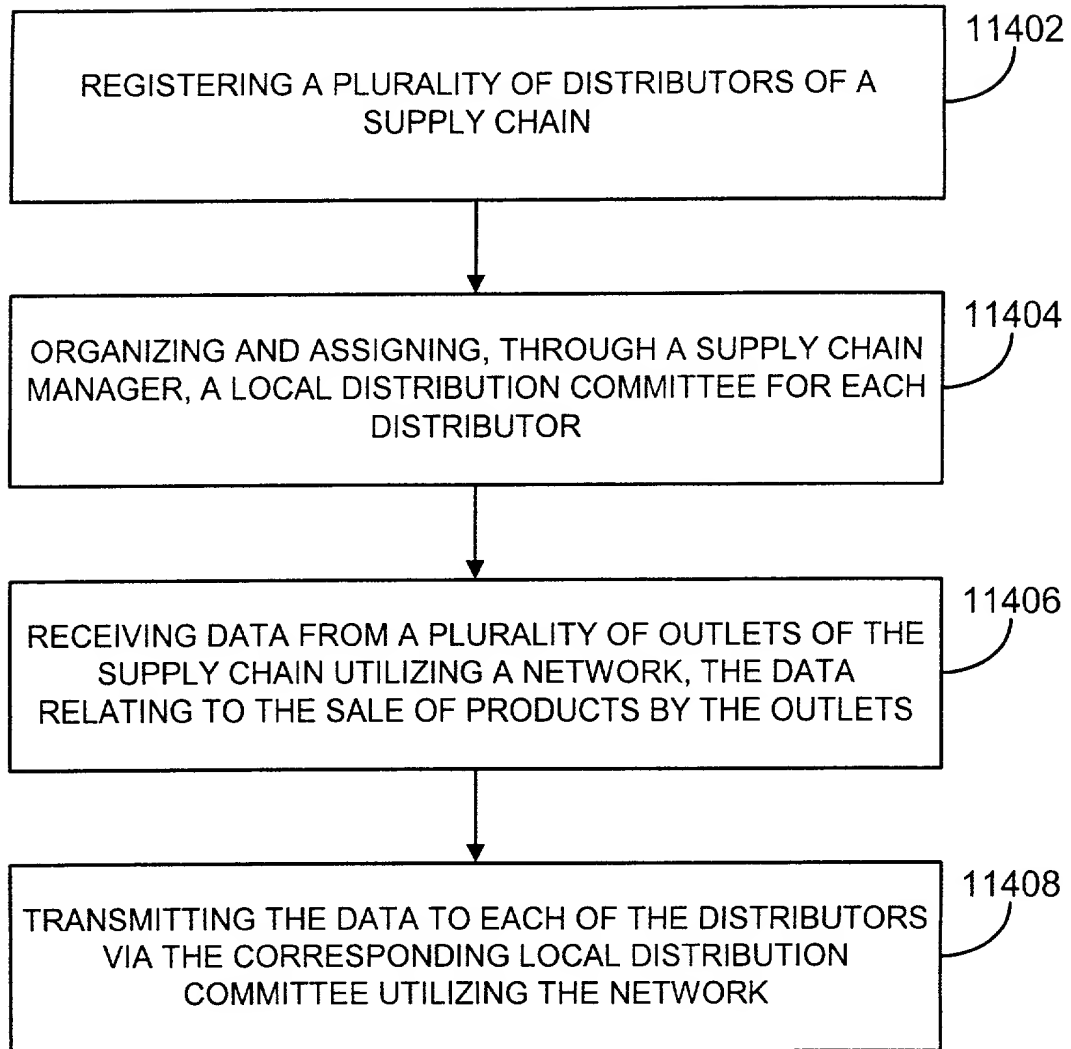 11402
REGISTERING A PLURALITY OF DISTRIBUTORS OF A
SUPPLY CHAIN
11404
ORGANIZING AND ASSIGNING, THROUGH A SUPPLY CHAIN
MANAGER, A LOCAL DISTRIBUTION COMMITTEE FOR EACH
DISTRIBUTOR
11406
RECEIVING DATA FROM A PLURALITY OF OUTLETS OF THE
SUPPLY CHAIN UTILIZING A NETWORK, THE DATA
RELATING TO THE SALE OF PRODUCTS BY THE OUTLETS
11408
TRANSMITTING THE DATA TO EACH OF THE DISTRIBUTORS
VIA THE CORRESPONDING LOCAL DISTRIBUTION
COMMITTEE UTILIZING THE NETWORK